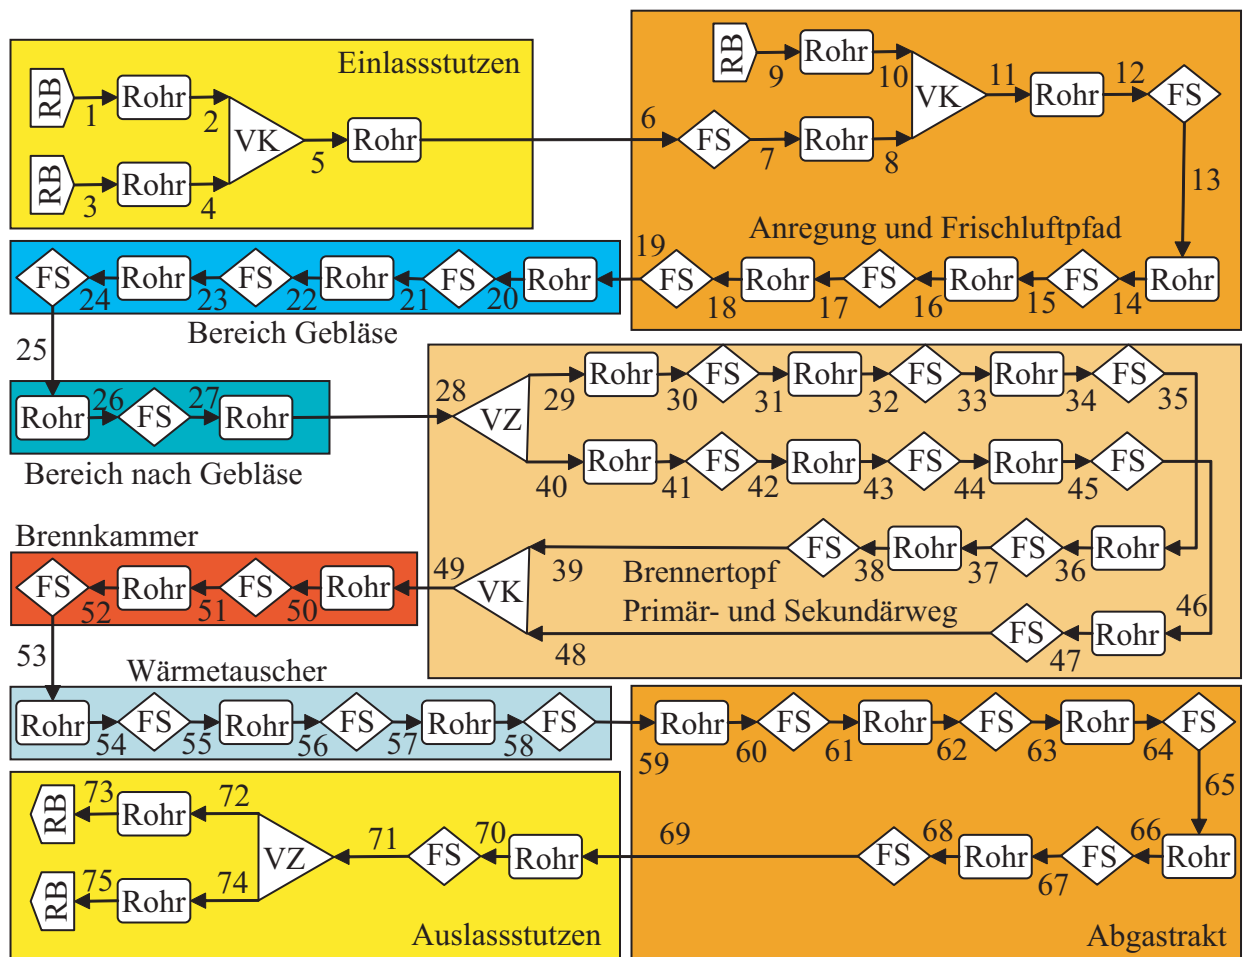 Einlassstutzen
RB 1 Rohr 2
VK 5 Rohr
RB 3 Rohr 4
6
RB 9 Rohr 10
VK 11 Rohr 12 FS
FS 7 Rohr 8
13
Anregung und Frischluftpfad
Rohr 14 FS 15 Rohr 16 FS 17 Rohr 18 FS 19
Rohr 20 FS 21 Rohr 22 FS 23 Rohr 24 FS
Bereich Gebläse
25
Rohr 26 FS 27 Rohr
Bereich nach Gebläse
28 VZ
29 Rohr 30 FS 31 Rohr 32 FS 33 Rohr 34 FS 35
40 Rohr 41 FS 42 Rohr 43 FS 44 Rohr 45 FS
Rohr 36 FS 37 Rohr 38 FS 39
Brennertopf
Primär- und Sekundärweg
46 Rohr 47 FS 48
VK 49
Brennkammer
Rohr 50 FS 51 Rohr 52 FS
53
Wärmetauscher
Rohr 54 FS 55 Rohr 56 FS 57 Rohr 58 FS
59 Rohr 60 FS 61 Rohr 62 FS 63 Rohr 64 FS
65
Rohr 66 FS 67 Rohr 68 FS 69
Abgastrakt
Rohr 70 FS 71 VZ
72 Rohr 73 RB
74 Rohr 75 RB
Auslassstutzen